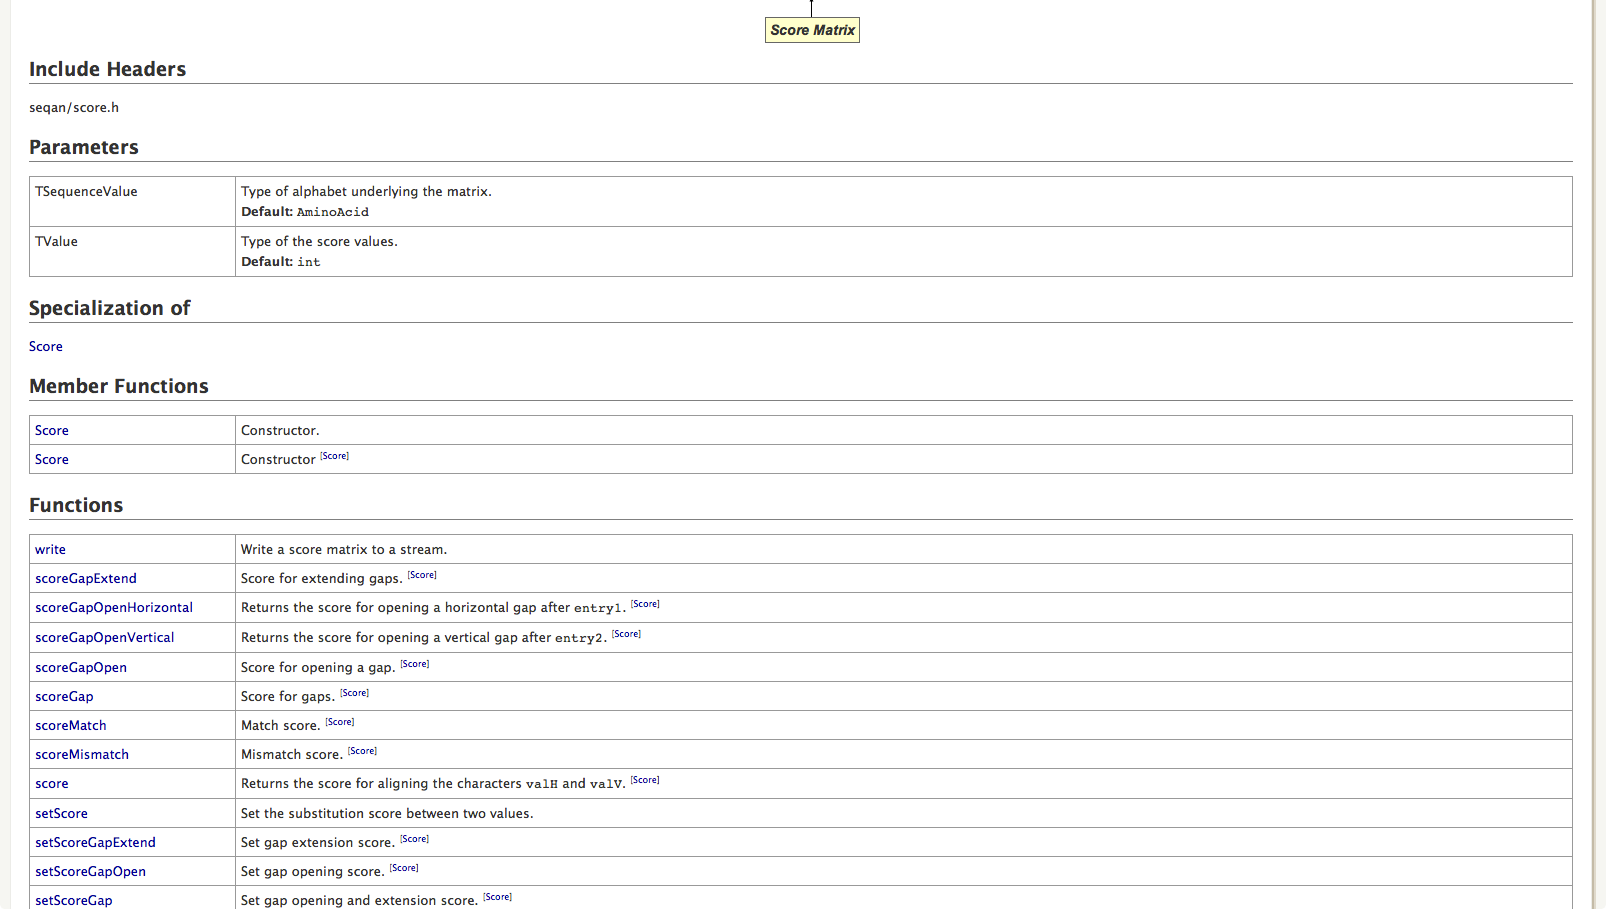 Score Matrix
Include Headers
seqan/score.h
Parameters
TSequenceValue
Type of alphabet underlying the matrix.
Default: AminoAcid
TValue
Type of the score values.
Default: int
Specialization of
Score
Member Functions
Score Constructor.
Score Constructor [Score]
Functions
write Write a score matrix to a stream.
scoreGapExtend Score for extending gaps. [Score]
scoreGapOpenHorizontal Returns the score for opening a horizontal gap after entry1. [Score]
scoreGapOpenVertical Returns the score for opening a vertical gap after entry2. [Score]
scoreGapOpen Score for opening a gap. [Score]
scoreGap Score for gaps. [Score]
scoreMatch Match score. [Score]
scoreMismatch Mismatch score. [Score]
score Returns the score for aligning the characters valH and valV. [Score]
setScore Set the substitution score between two values.
setScoreGapExtend Set gap extension score. [Score]
setScoreGapOpen Set gap opening score. [Score]
setScoreGap Set gap opening and extension score. [Score]